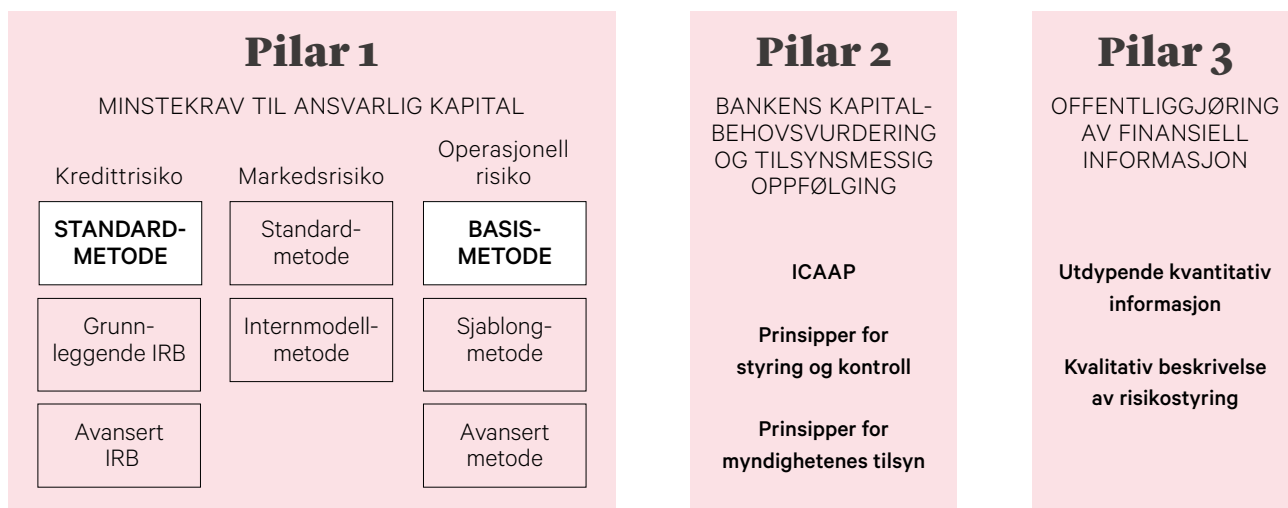 Pilar 1
MINSTEKRAV TIL ANSVARLIG KAPITAL
Kredittrisiko
STANDARD-
METODE
Grunn-
leggende IRB
Avansert
IRB
Markedsrisiko
Standard-
metode
Internmodell-
metode
Operasjonell
risiko
BASIS-
METODE
Sjablong-
metode
Avansert
metode
Pilar 2
BANKENS KAPITAL-
BEHOVSVURDERING
OG TILSYNSMESSIG
OPPFØLGING
ICAAP
Prinsipper for
styring og kontroll
Prinsipper for
myndighetenes tilsyn
Pilar 3
OFFENTLIGGJØRING
AV FINANSIELL
INFORMASJON
Utdypende kvantitativ
informasjon
Kvalitativ beskrivelse
av risikostyring